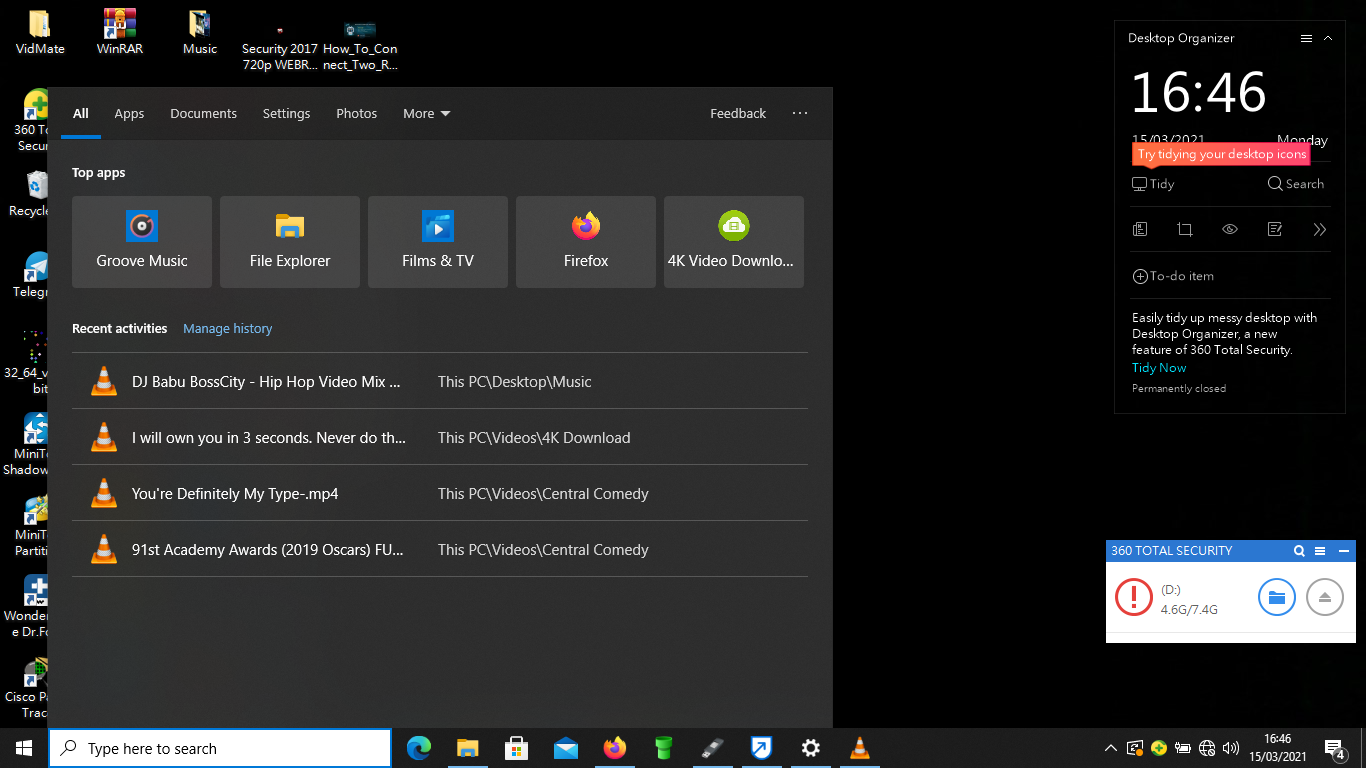 VidMate
WinRAR
Music
Security 2017
720p WEBR...
How_To_Con
nect_Two_R...
360 To
Secur
Recycle
Telegr
32_64_v
bit
MiniTo
Shadow
MiniTo
Partiti
Wonder
e Dr.Fo
Cisco Pa
Trac
All
Apps
Documents
Settings
Photos
More
Feedback
Top apps
Groove Music
File Explorer
Films & TV
Firefox
4K Video Downlo...
Recent activities
Manage history
DJ Babu BossCity - Hip Hop Video Mix ...
This PC\Desktop\Music
I will own you in 3 seconds. Never do th...
This PC\Videos\4K Download
You're Definitely My Type-.mp4
This PC\Videos\Central Comedy
91st Academy Awards (2019 Oscars) FU...
This PC\Videos\Central Comedy
Desktop Organizer
16:46
15/03/2021
Monday
Try tidying your desktop icons
Tidy
Search
To-do item
Easily tidy up messy desktop with
Desktop Organizer, a new
feature of 360 Total Security.
Tidy Now
Permanently closed
360 TOTAL SECURITY
(D:)
4.6G/7.4G
Type here to search
16:46
15/03/2021
4